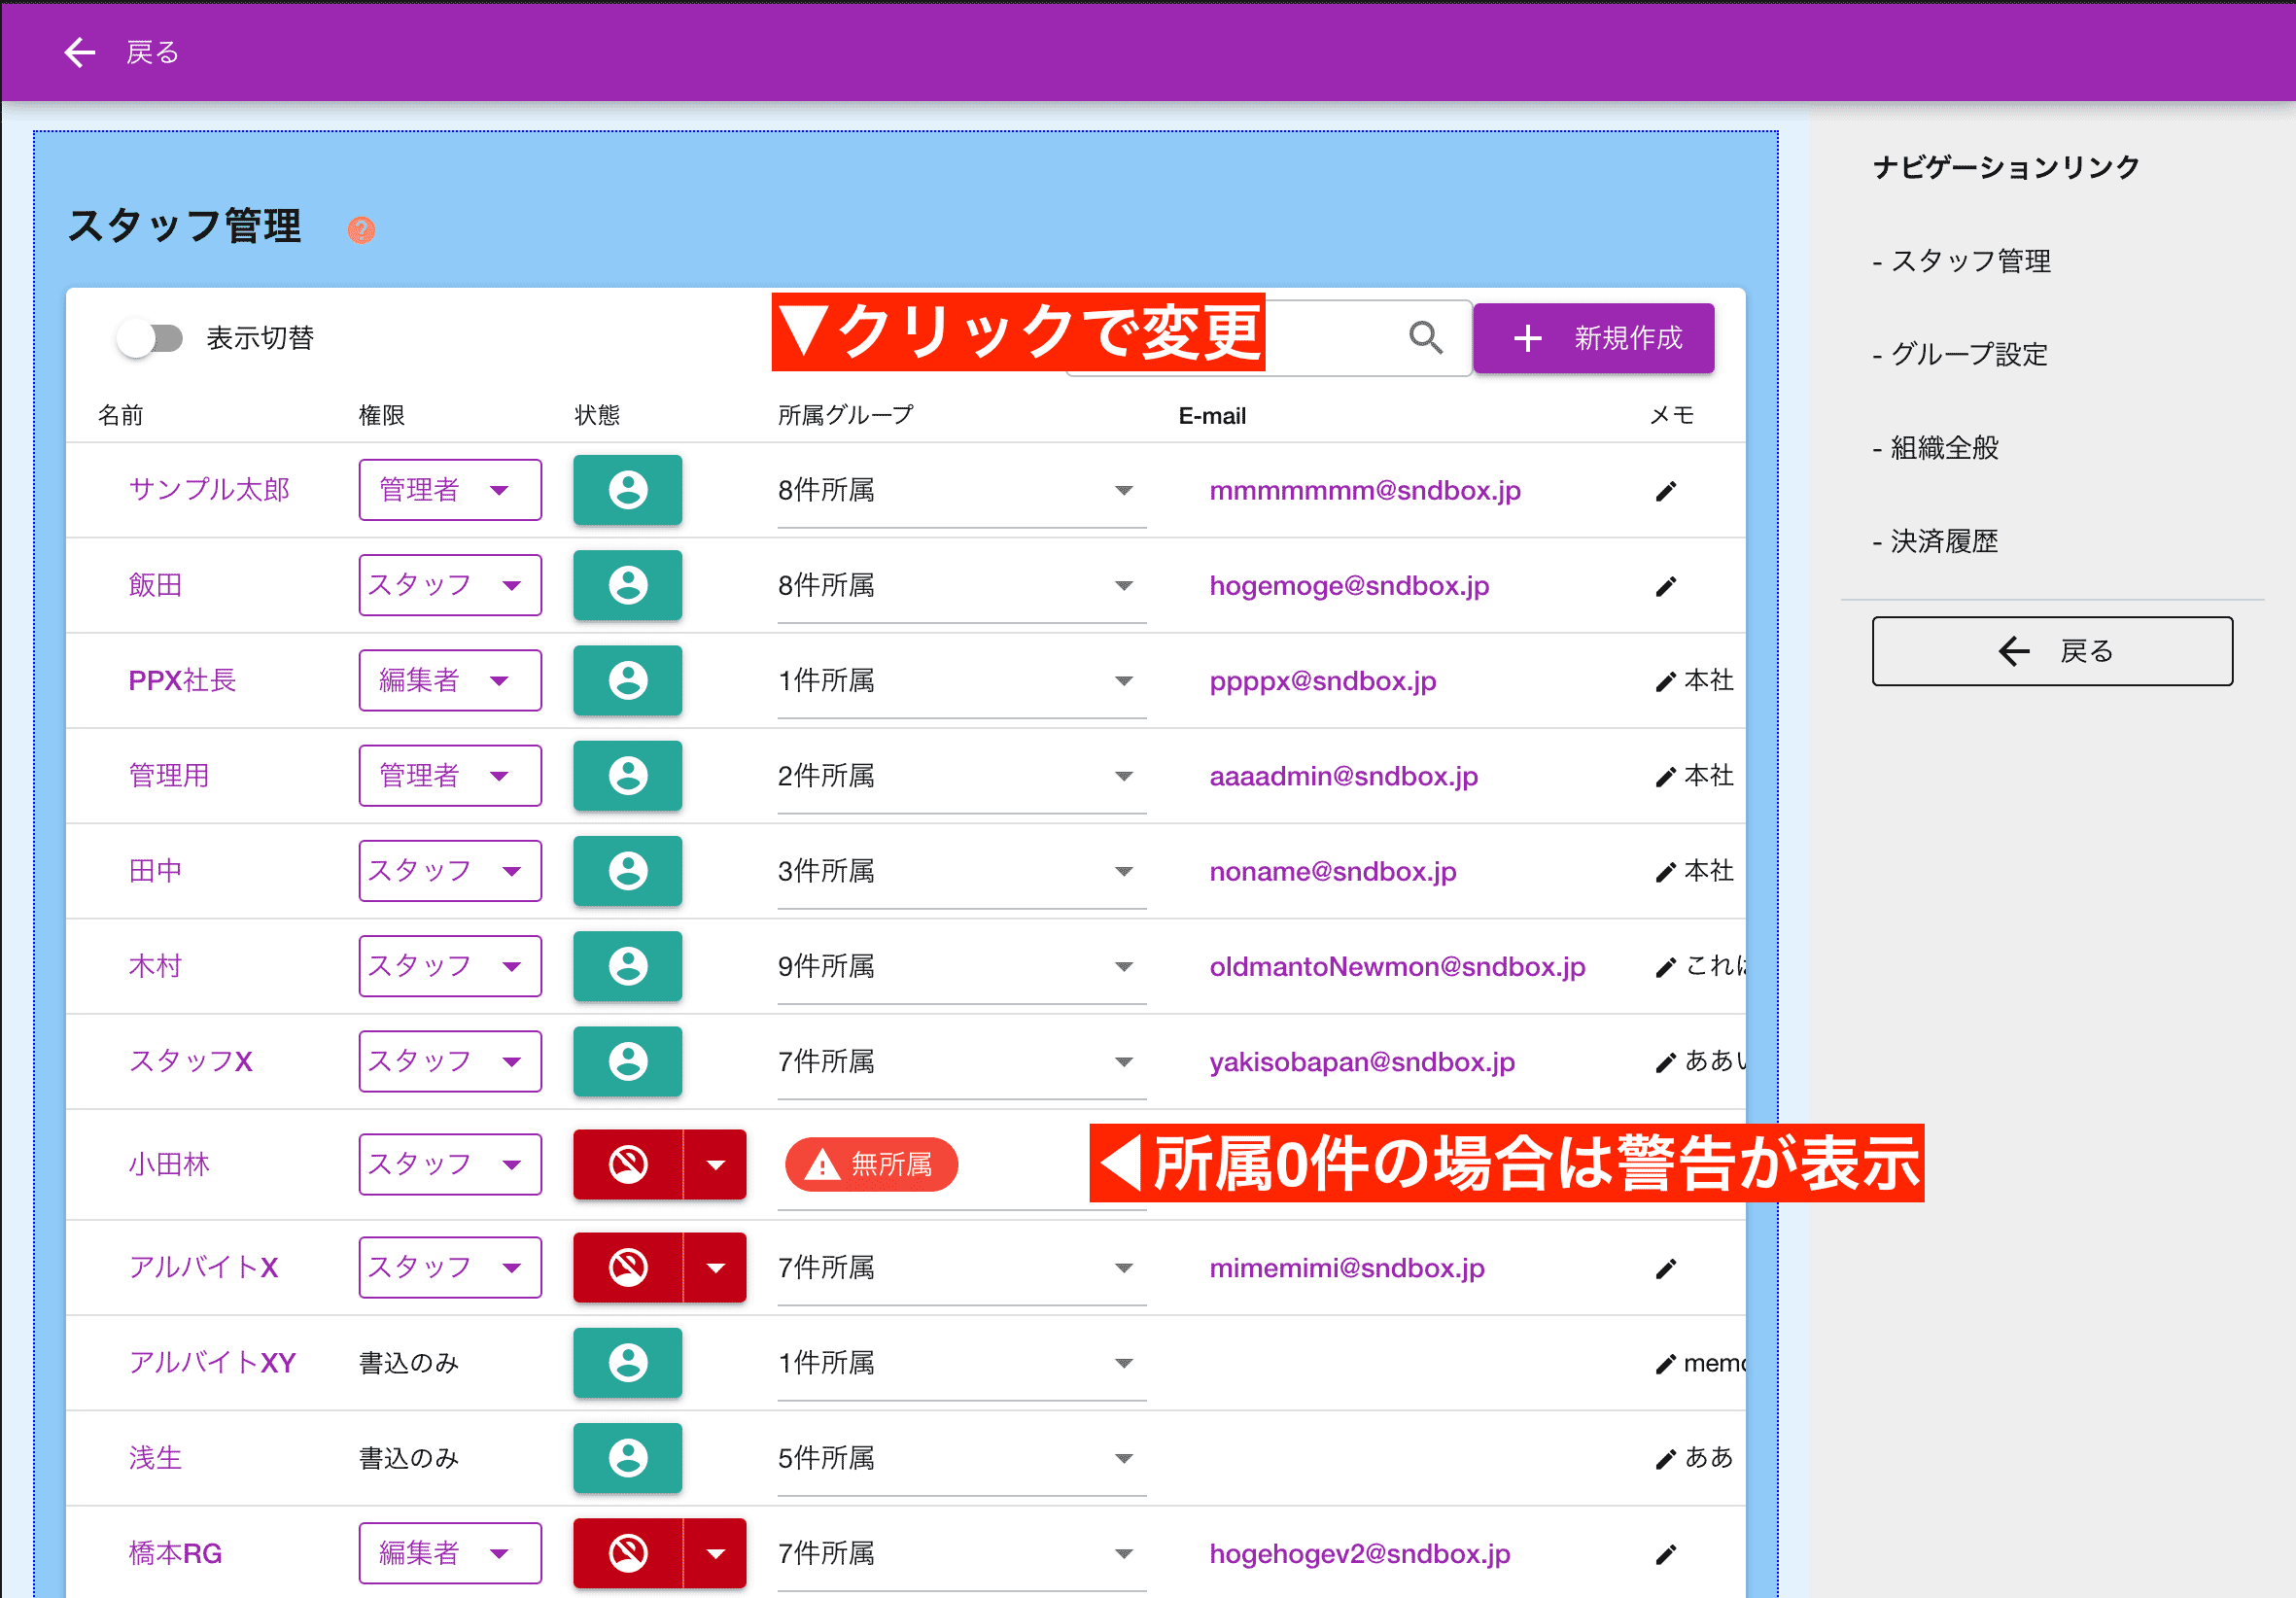 戻る
スタッフ管理
表示切替
▼クリックで変更
新規作成
名前 権限 状態 所属グループ E-mail メモ
サンプル太郎 管理者 8件所属 mmmmmmm@sndbox.jp
飯田 スタッフ 8件所属 hogemoge@sndbox.jp
PPX社長 編集者 1件所属 ppppx@sndbox.jp 本社
管理用 管理者 2件所属 aaaadmin@sndbox.jp 本社
田中 スタッフ 3件所属 noname@sndbox.jp 本社
木村 スタッフ 9件所属 oldmantoNewmon@sndbox.jp これは
スタッフX スタッフ 7件所属 yakisobapan@sndbox.jp ああい
小田林 スタッフ 無所属 ◀所属0件の場合は警告が表示
アルバイトX スタッフ 7件所属 mimemimi@sndbox.jp
アルバイトXY 書込のみ 1件所属 memo
浅生 書込のみ 5件所属 ああ
橋本RG 編集者 7件所属 hogehogev2@sndbox.jp
ナビゲーションリンク
- スタッフ管理
- グループ設定
- 組織全般
- 決済履歴
戻る